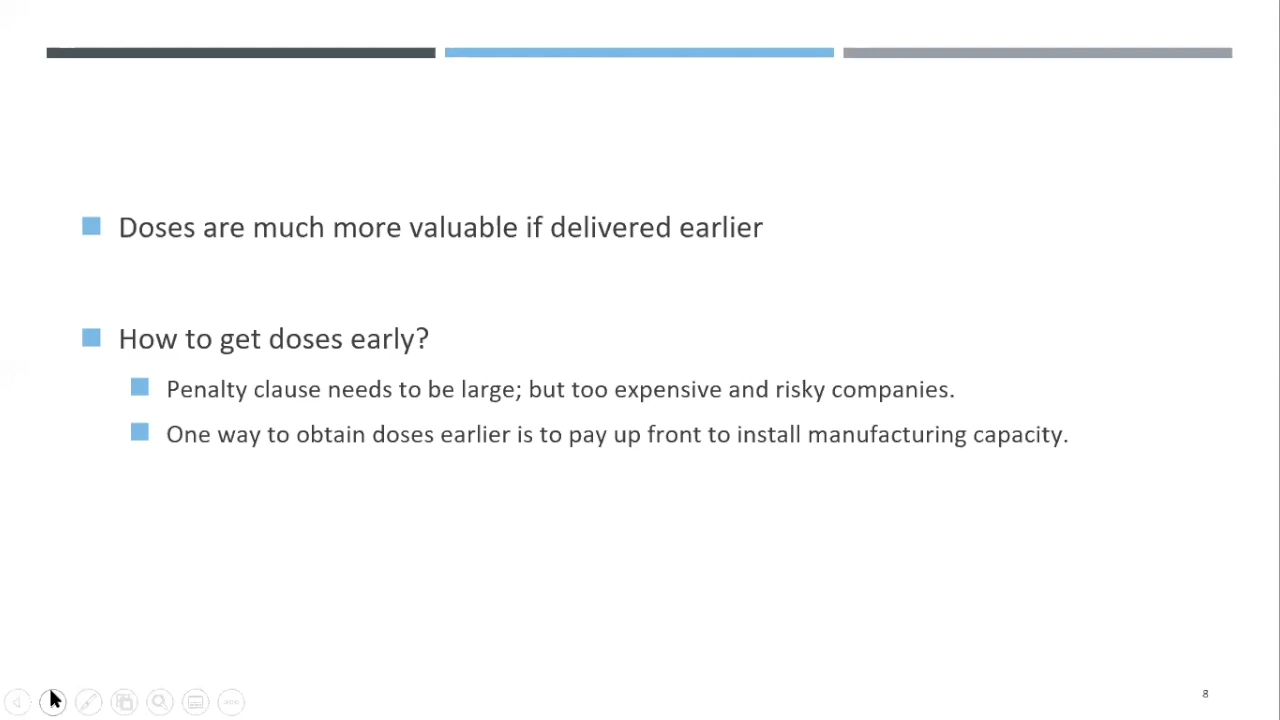 Doses are much more valuable if delivered earlier
How to get doses early?
Penalty clause needs to be large; but too expensive and risky companies.
One way to obtain doses earlier is to pay up front to install manufacturing capacity.
8